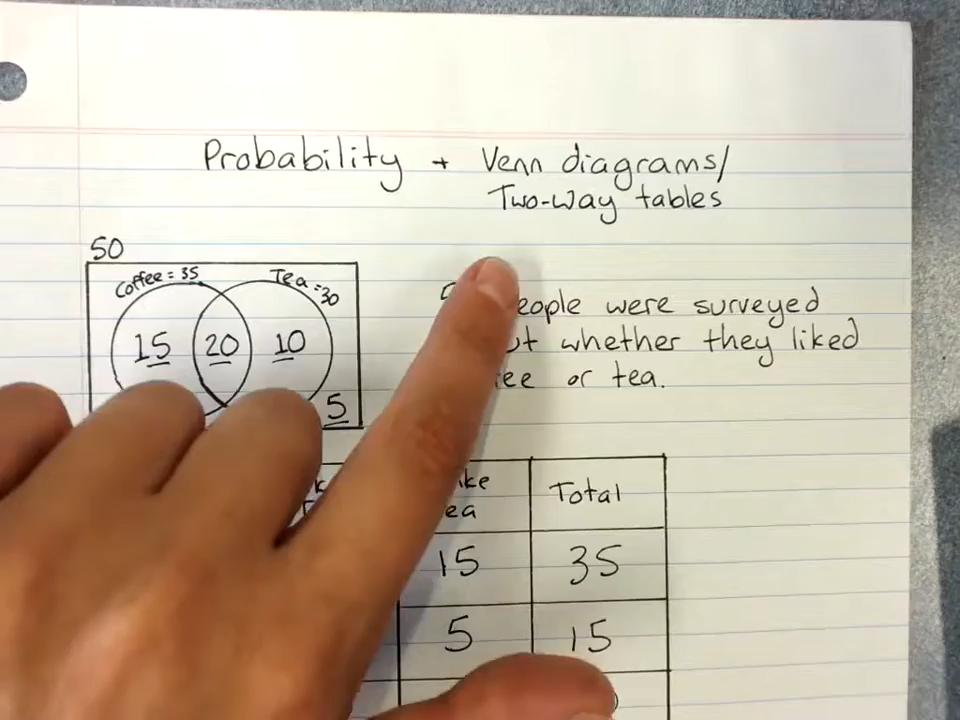 Probability + Venn diagrams/
Two-way tables
50
Coffee = 35
Tea = 30
15 20 10
5
were surveyed
whether they liked
or tea.
Total
15 35
5 15